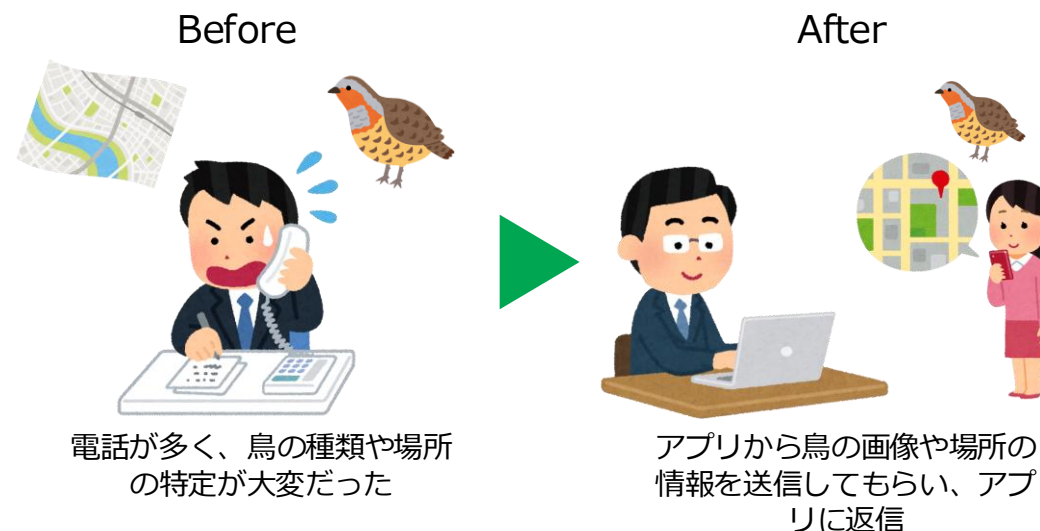 Before
After
電話が多く、鳥の種類や場所
の特定が大変だった
アプリから鳥の画像や場所の
情報を送信してもらい、アプ
リに返信